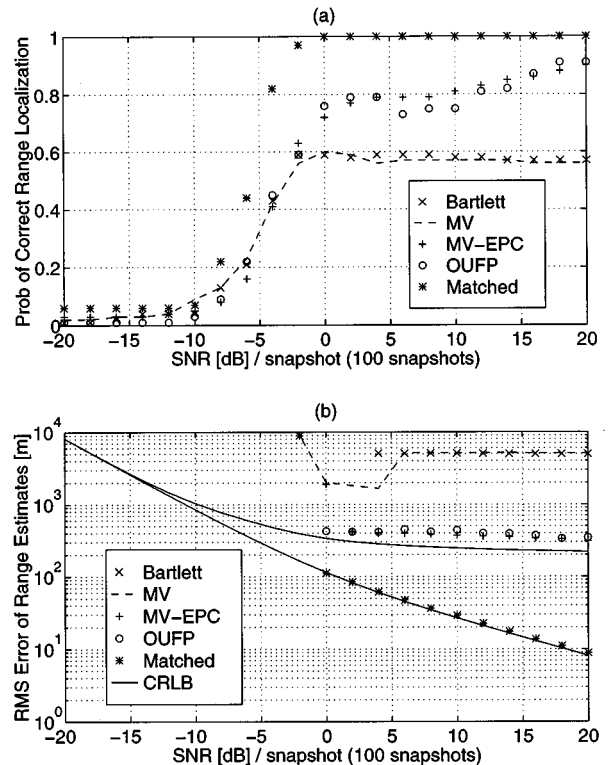 (a)
Prob of Correct Range Localization
1
0.8
0.6
0.4
0.2
0
Bartlett
MV
MV-EPC
OUFP
Matched
-20 -15 -10 -5 0 5 10 15 20
SNR [dB] / snapshot (100 snapshots)
(b)
RMS Error of Range Estimates [m]
10^4
10^3
10^2
10^1
10^0
Bartlett
MV
MV-EPC
OUFP
Matched
CRLB
-20 -15 -10 -5 0 5 10 15 20
SNR [dB] / snapshot (100 snapshots)